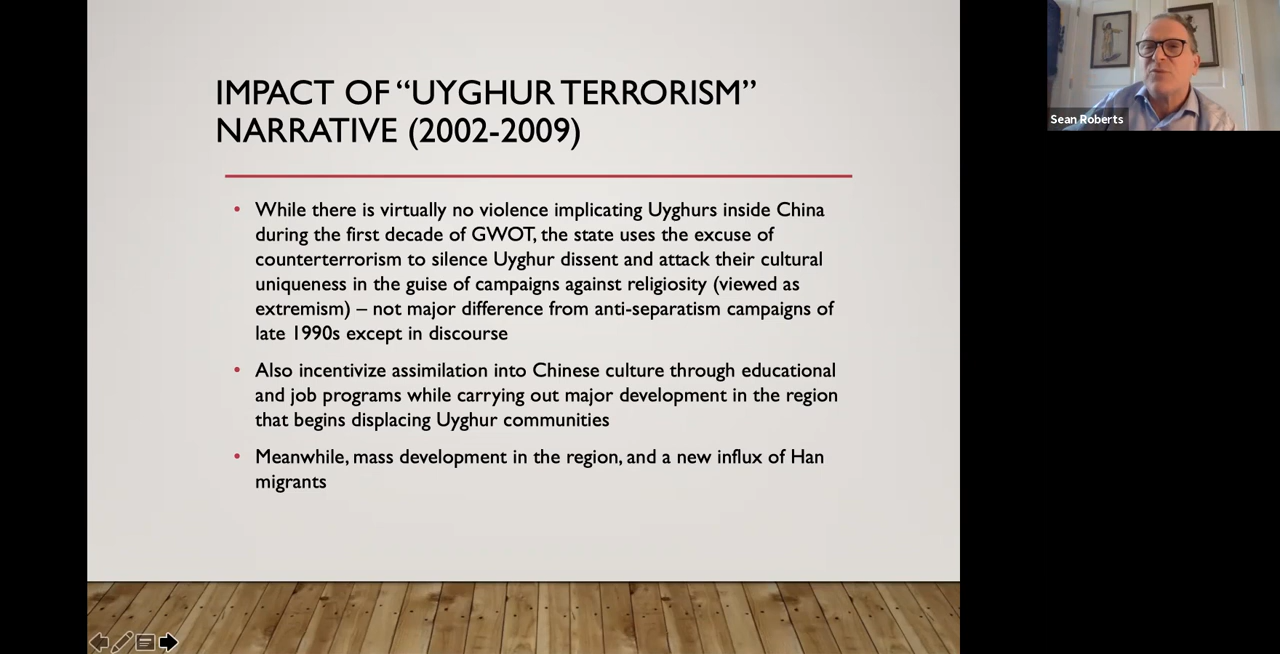 IMPACT OF “UYGHUR TERRORISM”
NARRATIVE (2002-2009)
• While there is virtually no violence implicating Uyghurs inside China
during the first decade of GWOT, the state uses the excuse of
counterterrorism to silence Uyghur dissent and attack their cultural
uniqueness in the guise of campaigns against religiosity (viewed as
extremism) – not major difference from anti-separatism campaigns of
late 1990s except in discourse
• Also incentivize assimilation into Chinese culture through educational
and job programs while carrying out major development in the region
that begins displacing Uyghur communities
• Meanwhile, mass development in the region, and a new influx of Han
migrants
Sean Roberts